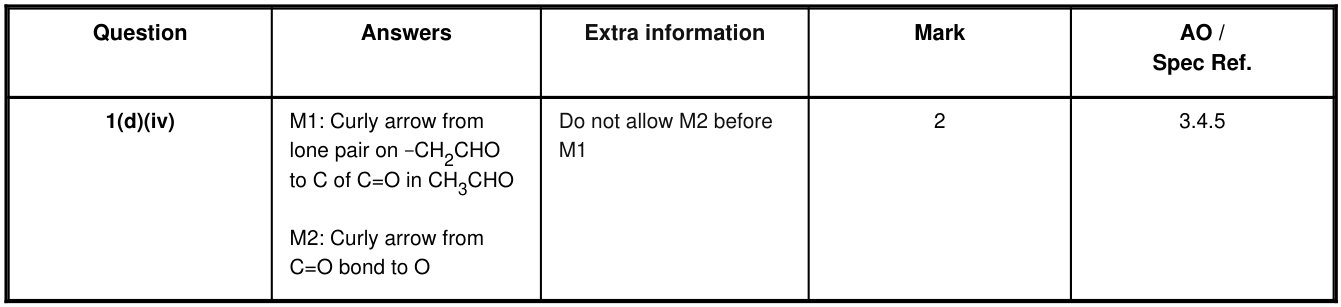 Question Answers Extra information Mark AO /
Spec Ref.
1(d)(iv) M1: Curly arrow from Do not allow M2 before 2 3.4.5
lone pair on –CH₂CHO M1
to C of C=O in CH₃CHO
M2: Curly arrow from
C=O bond to O